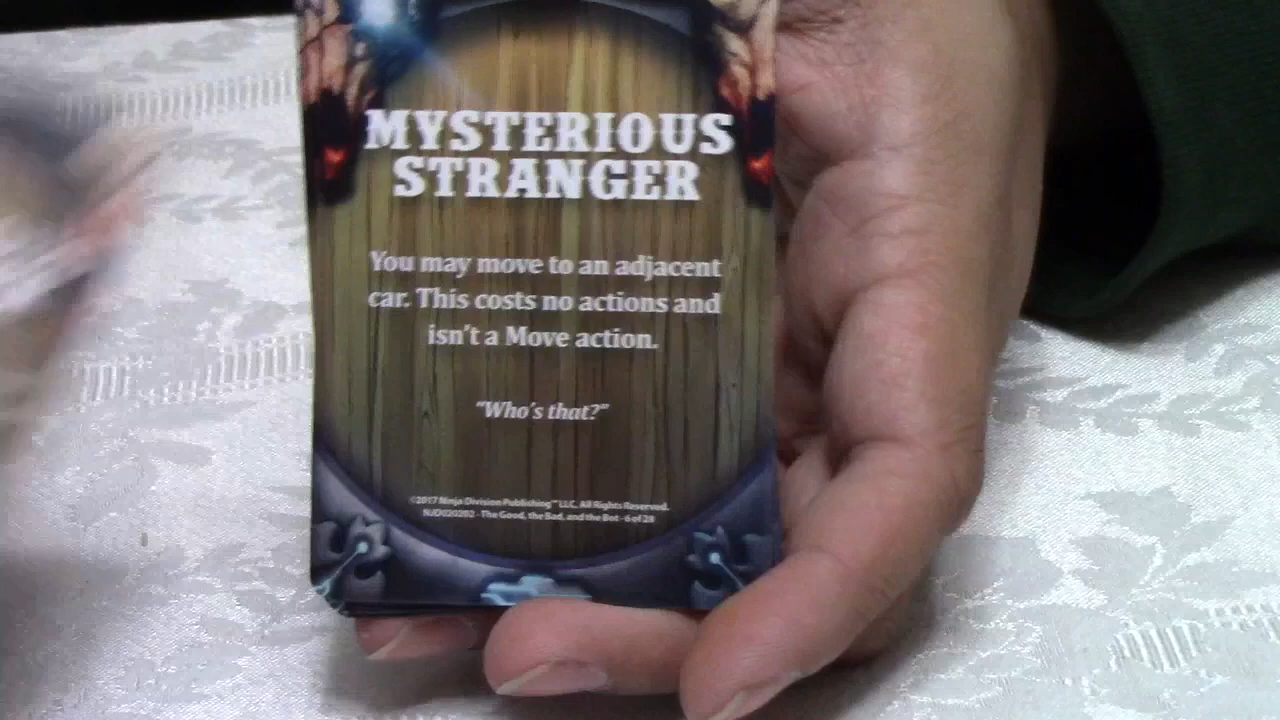 MYSTERIOUS
STRANGER
You may move to an adjacent
car. This costs no actions and
isn't a Move action.
"Who's that?"
©2017 Ninja Division Publishing™ LLC, All Rights Reserved.
NJD020202 - The Good, the Bad, and the Bot - 6 of 28